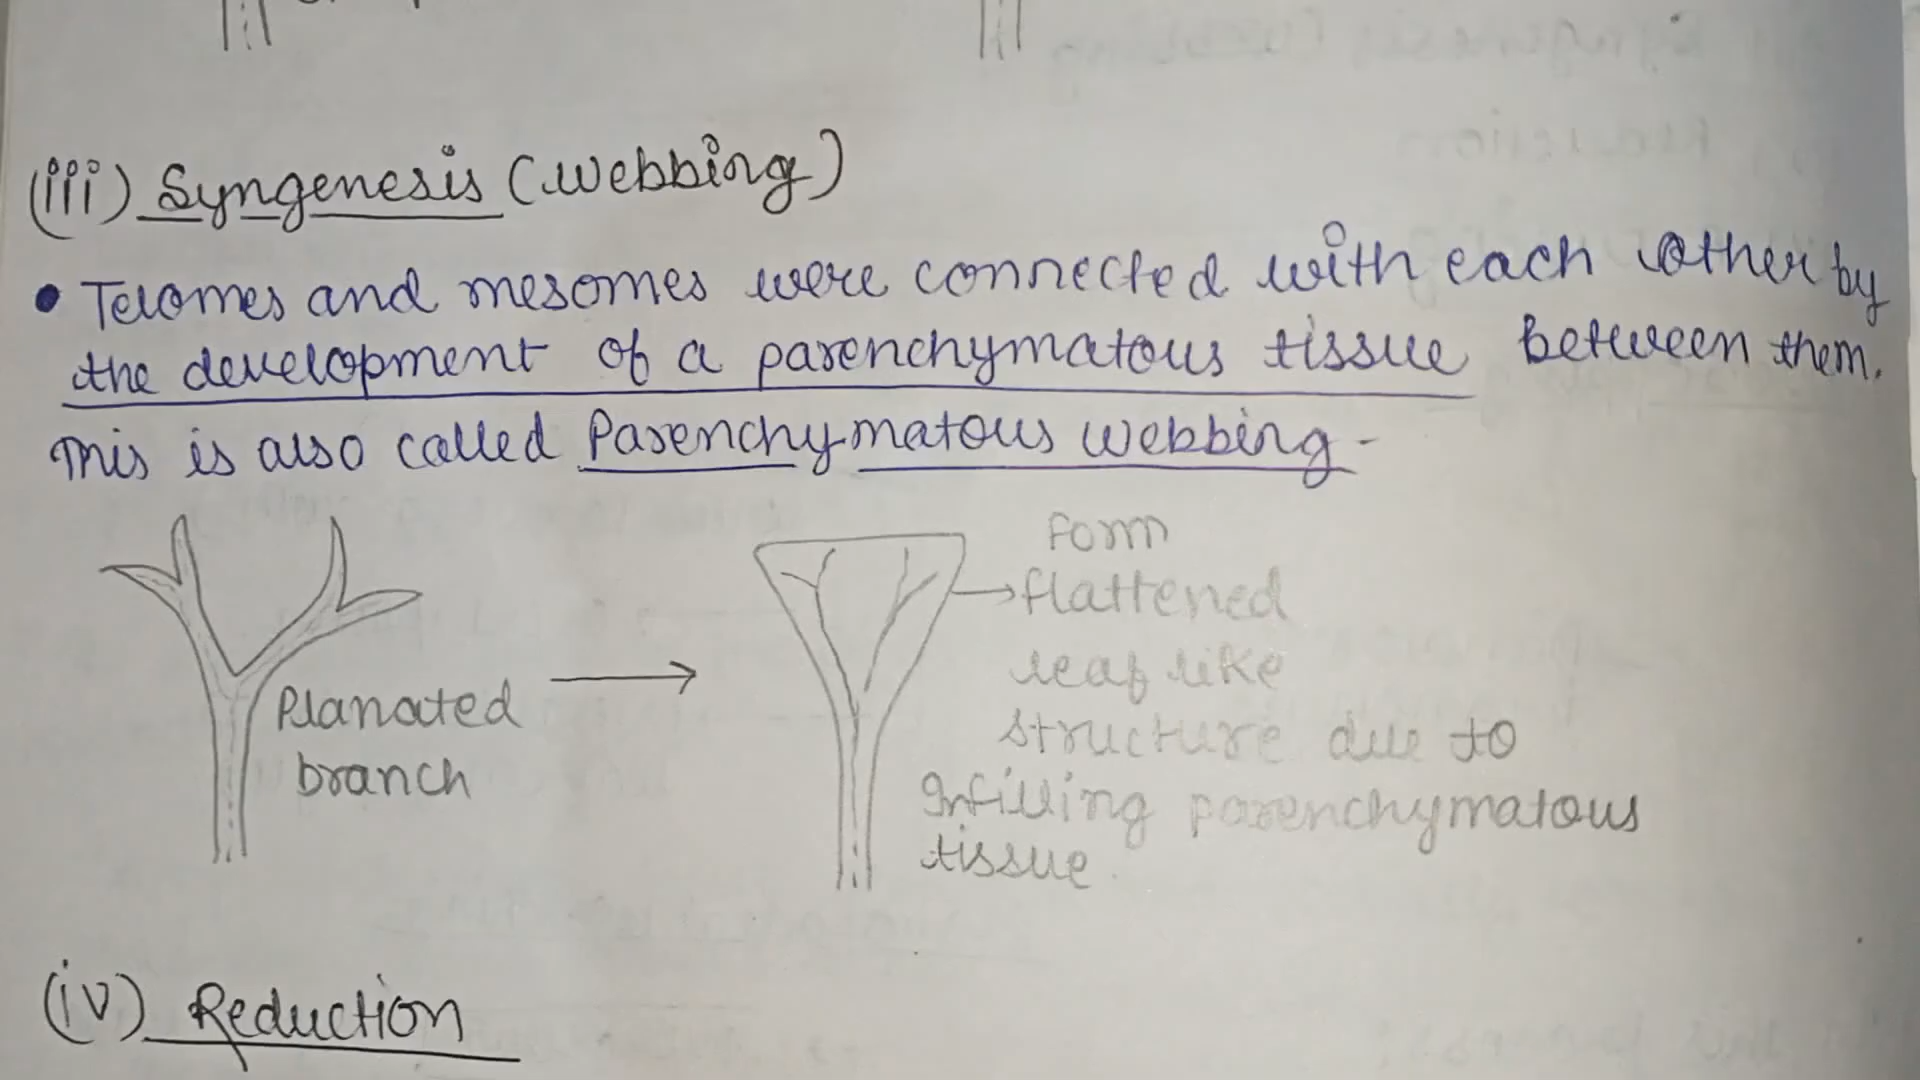 (iii) Syngenesis (Webbing)
• Telomes and mesomes were connected with each other by
the development of a parenchymatous tissue between them.
This is also called Parenchymatous Webbing-
Form
flattened
leaf like
structure due to
Infilling parenchymatous
tissue.
Planated
branch
(iv) Reduction